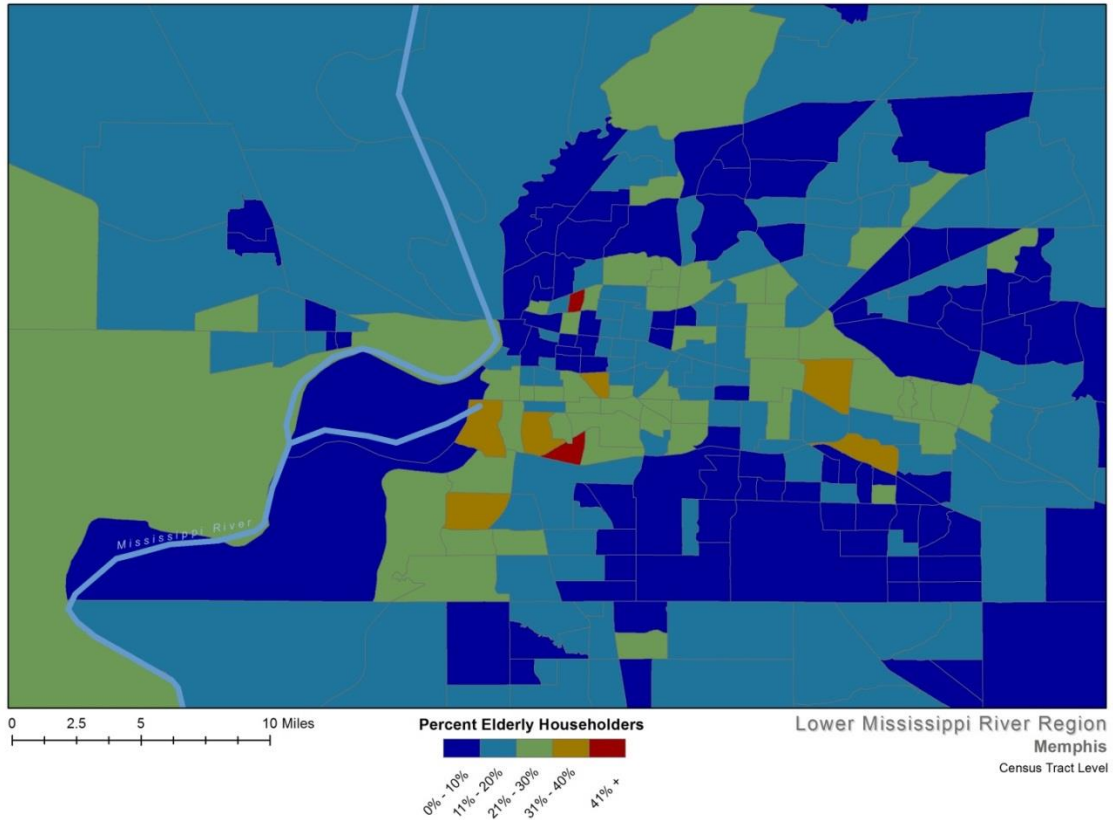 Mississippi River
0 2.5 5 10 Miles
Percent Elderly Householders
0% - 10%
11% - 20%
21% - 30%
31% - 40%
41% +
Lower Mississippi River Region
Memphis
Census Tract Level